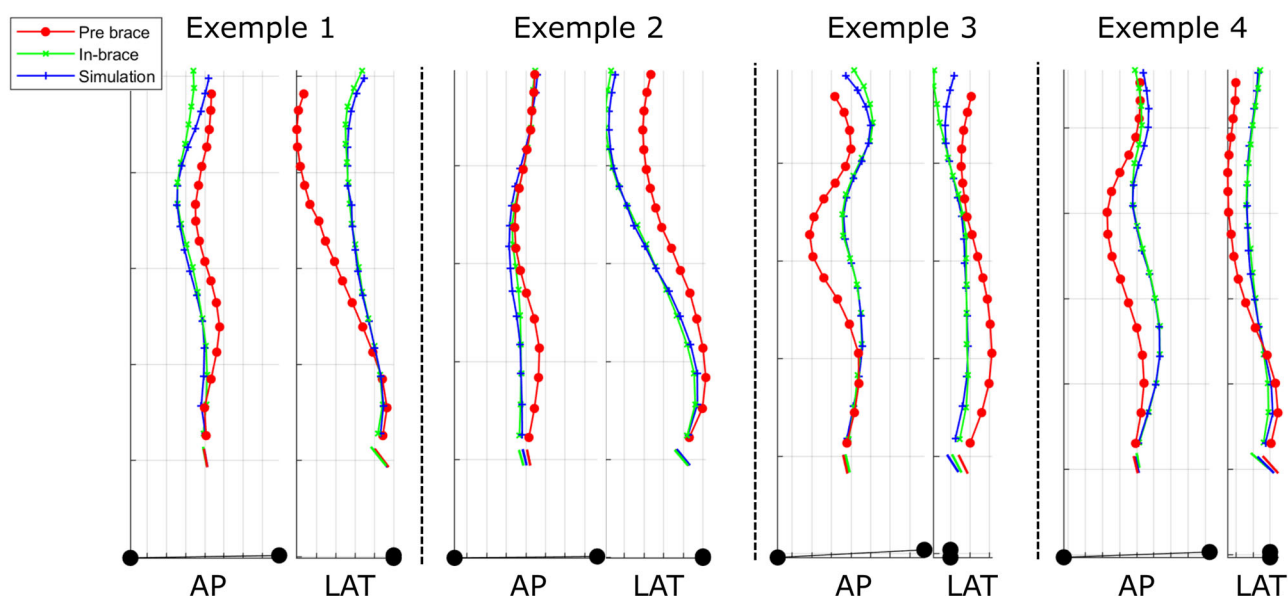 Exemple 1
Exemple 2
Exemple 3
Exemple 4
Pre brace
In-brace
Simulation
AP
LAT
AP
LAT
AP
LAT
AP
LAT